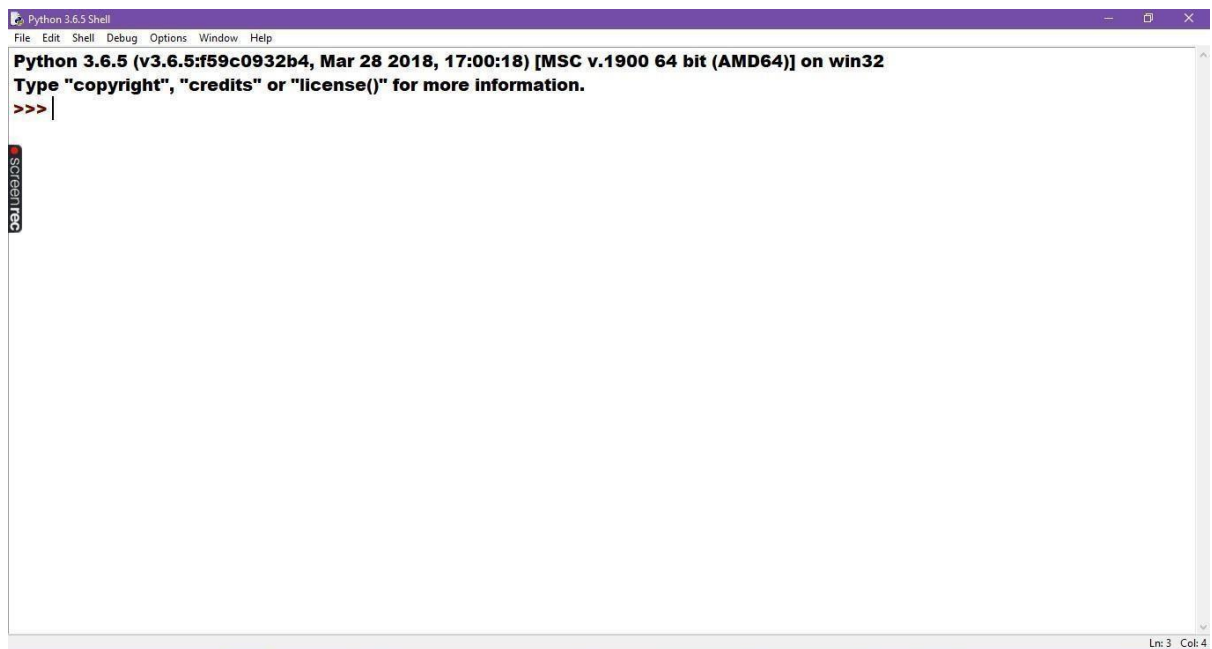 Python 3.6.5 Shell
File Edit Shell Debug Options Window Help
Python 3.6.5 (v3.6.5:f59c0932b4, Mar 28 2018, 17:00:18) [MSC v.1900 64 bit (AMD64)] on win32
Type "copyright", "credits" or "license()" for more information.
>>>
screenrec
Ln: 3 Col: 4